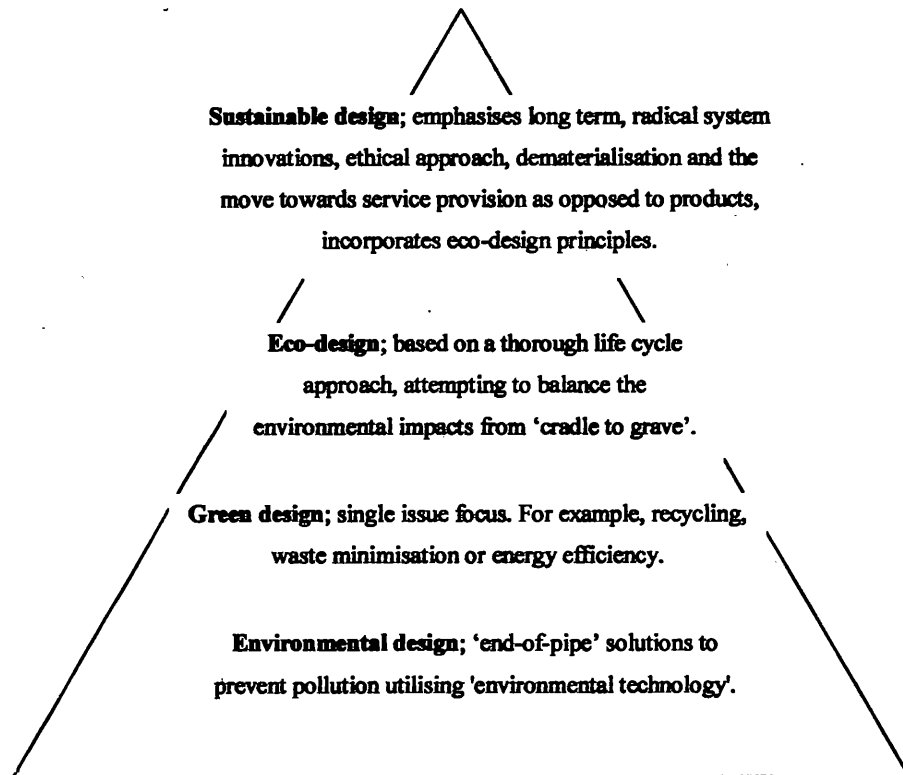 Sustainable design; emphasises long term, radical system
innovations, ethical approach, dematerialisation and the
move towards service provision as opposed to products,
incorporates eco-design principles.
Eco-design; based on a thorough life cycle
approach, attempting to balance the
environmental impacts from ‘cradle to grave’.
Green design; single issue focus. For example, recycling,
waste minimisation or energy efficiency.
Environmental design; ‘end-of-pipe’ solutions to
prevent pollution utilising 'environmental technology'.